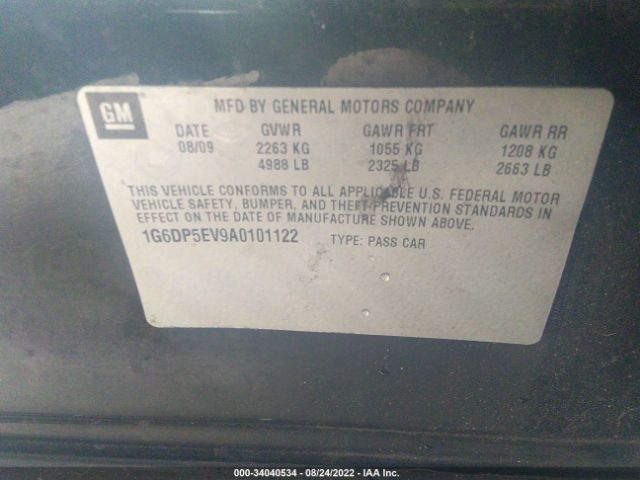 GM
MFD BY GENERAL MOTORS COMPANY
DATE GVWR GAWR FRT GAWR RR
08/09 2263 KG 1055 KG 1208 KG
4988 LB 2325 LB 2663 LB
THIS VEHICLE CONFORMS TO ALL APPLICABLE U.S. FEDERAL MOTOR
VEHICLE SAFETY, BUMPER, AND THEFT PREVENTION STANDARDS IN
EFFECT ON THE DATE OF MANUFACTURE SHOWN ABOVE.
1G6DP5EV9A0101122 TYPE: PASS CAR
000-34040534 - 08/24/2022 - IAA Inc.